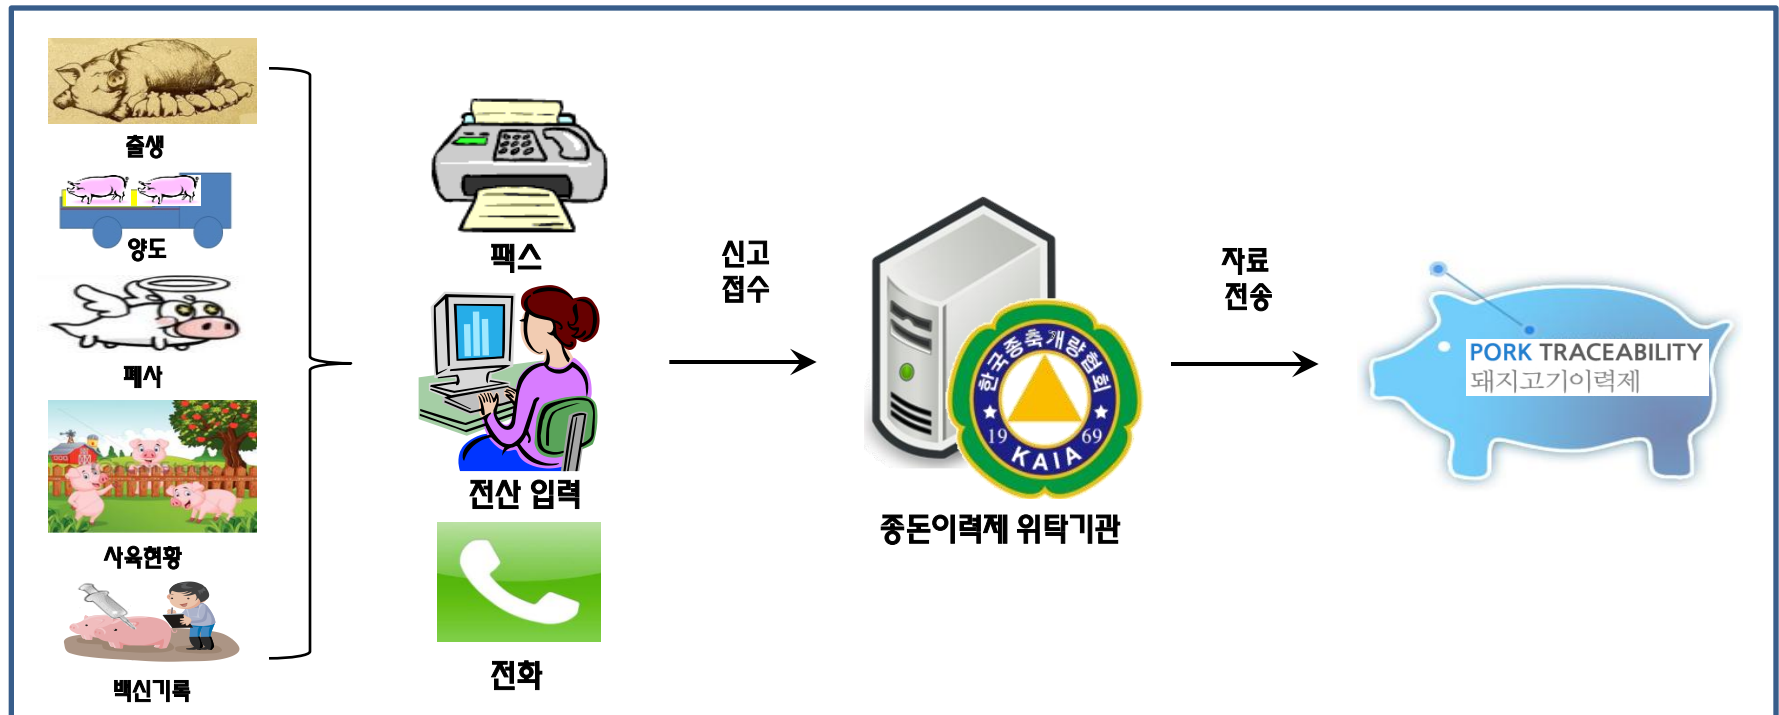 출생
양도
폐사
사육현황
백신기록
팩스
전산 입력
전화
신고
접수
한국종축개량협회
19 69
KAIA
종돈이력제 위탁기관
자료
전송
PORK TRACEABILITY
돼지고기이력제